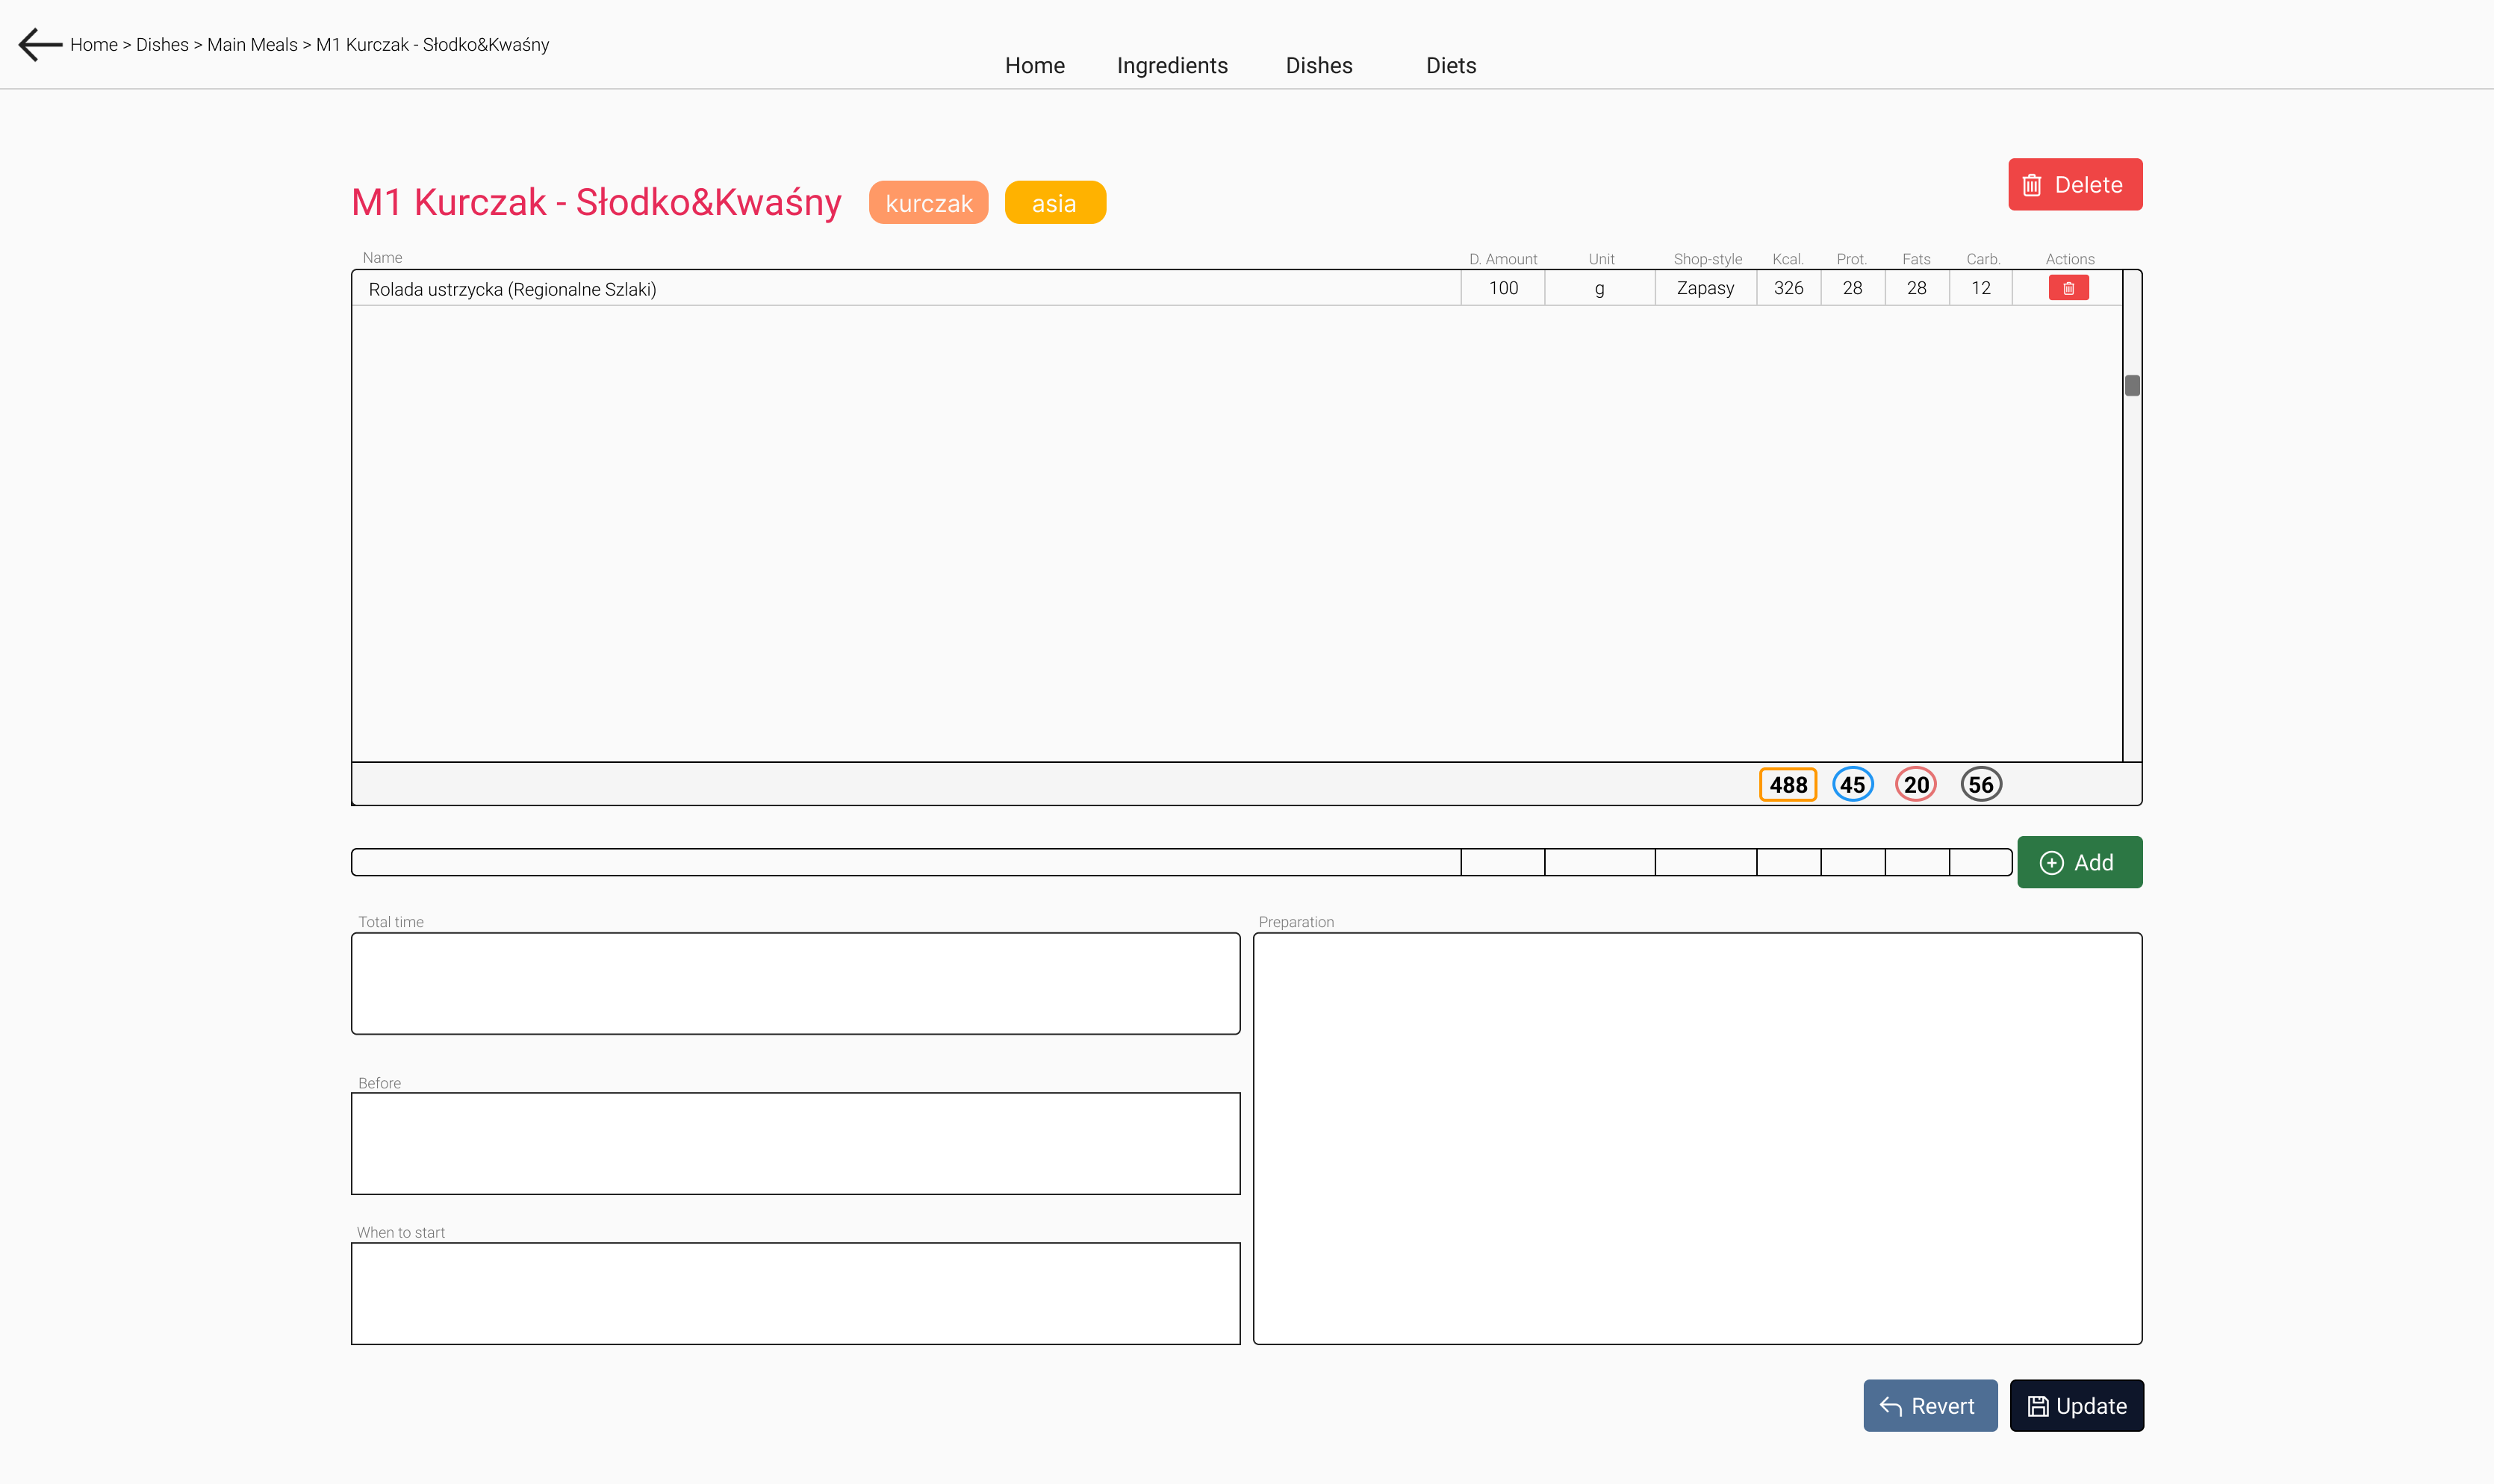 Home > Dishes > Main Meals > M1 Kurczak - Słodko&Kwaśny
Home Ingredients Dishes Diets
M1 Kurczak - Słodko&Kwaśny kurczak asia
Delete
Name D. Amount Unit Shop-style Kcal. Prot. Fats Carb. Actions
Rolada ustrzycka (Regionalne Szlaki) 100 g Zapasy 326 28 28 12
488 45 20 56
Add
Total time
Preparation
Before
When to start
Revert Update